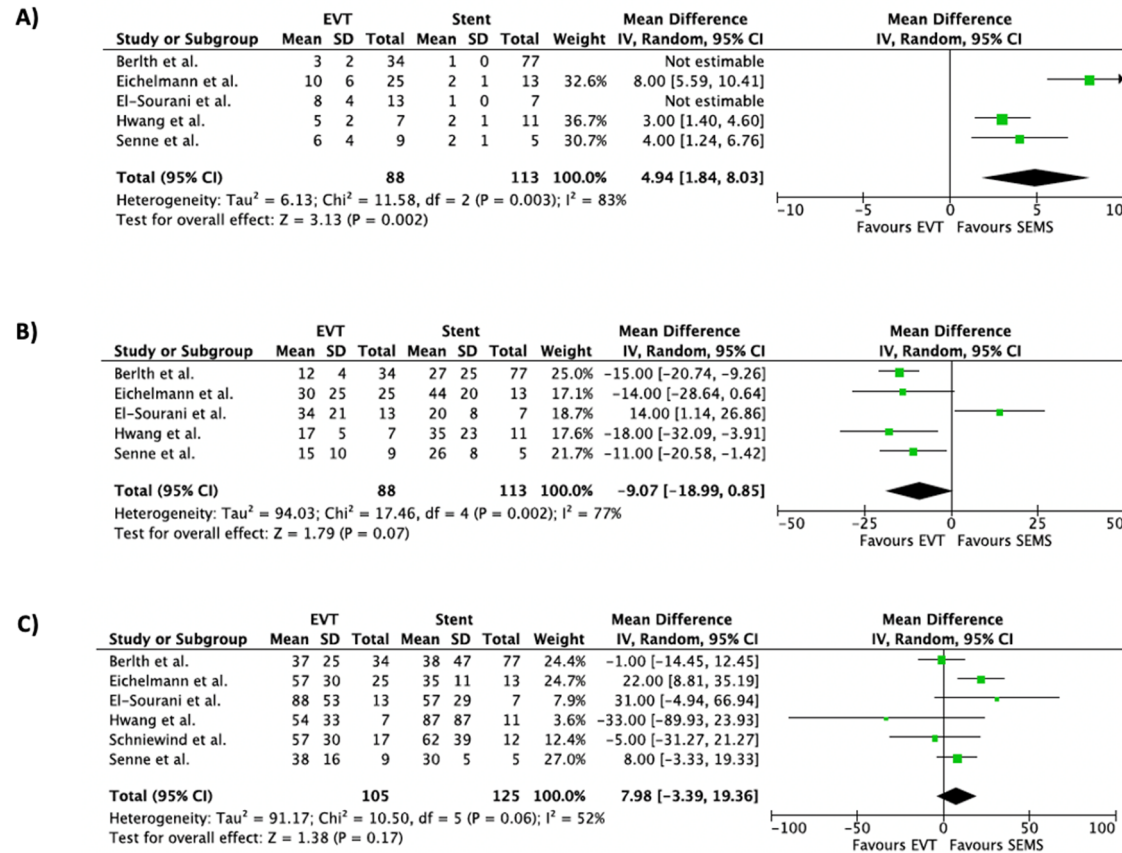 A)
EVT Stent Mean Difference Mean Difference
Study or Subgroup Mean SD Total Mean SD Total Weight IV, Random, 95% CI IV, Random, 95% CI
Berlth et al. 3 2 34 1 0 77 Not estimable
Eichelmann et al. 10 6 25 2 1 13 32.6% 8.00 [5.59, 10.41]
El-Sourani et al. 8 4 13 1 0 7 Not estimable
Hwang et al. 5 2 7 2 1 11 36.7% 3.00 [1.40, 4.60]
Senne et al. 6 4 9 2 1 5 30.7% 4.00 [1.24, 6.76]
Total (95% CI) 88 113 100.0% 4.94 [1.84, 8.03]
Heterogeneity: Tau² = 6.13; Chi² = 11.58, df = 2 (P = 0.003); I² = 83%
Test for overall effect: Z = 3.13 (P = 0.002)
-10 -5 0 5 10
Favours EVT Favours SEMS
B)
EVT Stent Mean Difference Mean Difference
Study or Subgroup Mean SD Total Mean SD Total Weight IV, Random, 95% CI IV, Random, 95% CI
Berlth et al. 12 4 34 27 25 77 25.0% -15.00 [-20.74, -9.26]
Eichelmann et al. 30 25 25 44 20 13 17.1% -14.00 [-28.64, 0.64]
El-Sourani et al. 34 21 13 20 8 7 18.7% 14.00 [1.14, 26.86]
Hwang et al. 17 5 7 35 23 11 17.6% -18.00 [-32.09, -3.91]
Senne et al. 15 10 9 26 8 5 21.7% -11.00 [-20.58, -1.42]
Total (95% CI) 88 113 100.0% -9.07 [-18.99, 0.85]
Heterogeneity: Tau² = 94.03; Chi² = 17.46, df = 4 (P = 0.002); I² = 77%
Test for overall effect: Z = 1.79 (P = 0.07)
-50 -25 0 25 50
Favours EVT Favours SEMS
C)
EVT Stent Mean Difference Mean Difference
Study or Subgroup Mean SD Total Mean SD Total Weight IV, Random, 95% CI IV, Random, 95% CI
Berlth et al. 37 25 34 38 47 77 24.4% -1.00 [-14.45, 12.45]
Eichelmann et al. 57 30 25 35 11 13 24.7% 22.00 [8.81, 35.19]
El-Sourani et al. 88 53 13 57 29 7 7.9% 31.00 [-4.94, 66.94]
Hwang et al. 54 33 7 87 87 11 3.6% -33.00 [-89.93, 23.93]
Schniewind et al. 57 30 17 62 39 12 12.4% -5.00 [-31.27, 21.27]
Senne et al. 38 16 9 30 5 5 27.0% 8.00 [-3.33, 19.33]
Total (95% CI) 105 125 100.0% 7.98 [-3.39, 19.36]
Heterogeneity: Tau² = 91.17; Chi² = 10.50, df = 5 (P = 0.06); I² = 52%
Test for overall effect: Z = 1.38 (P = 0.17)
-100 -50 0 50 100
Favours EVT Favours SEMS